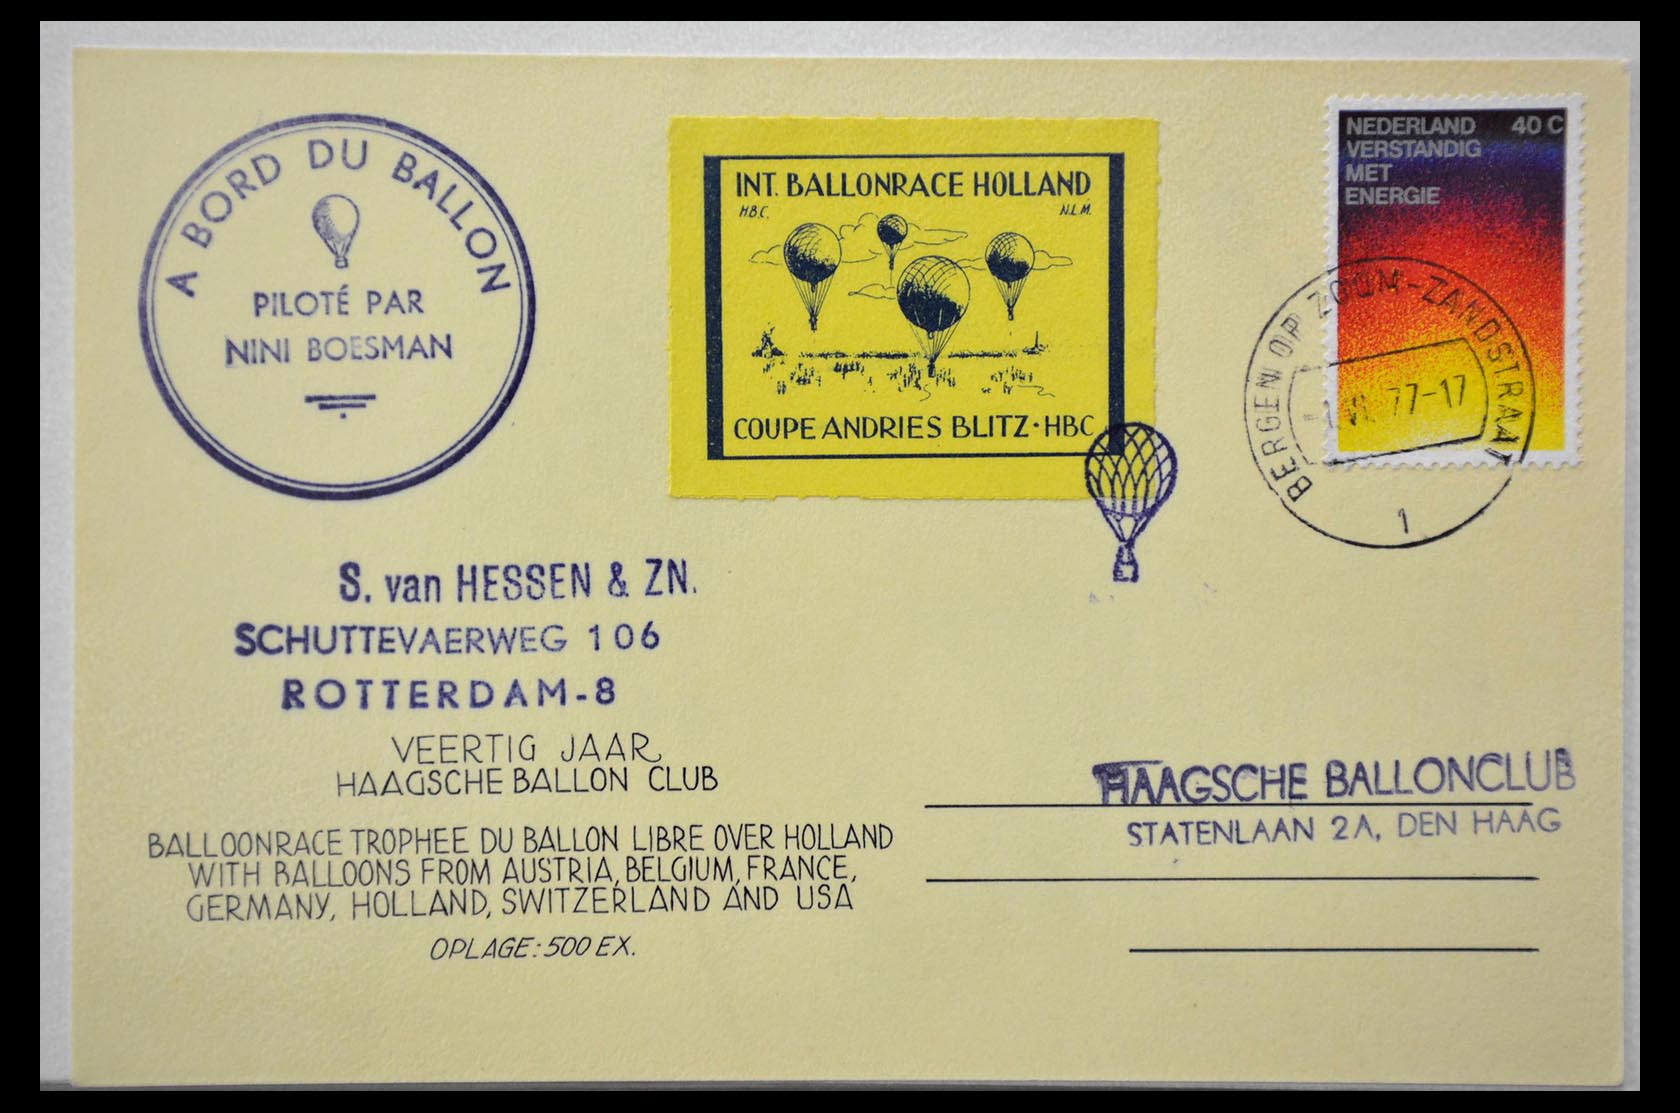 A BORD DU BALLON
PILOTÉ PAR
NINI BOESMAN
INT. BALLONRACE HOLLAND
H.B.C. N.L.M.
COUPE ANDRIES BLITZ · HBC
NEDERLAND 40 C
VERSTANDIG
MET
ENERGIE
BERGEN OP ZOOM-ZANDSTRAAT
77-17
1
S. van HESSEN & ZN.
SCHUTTEVAERWEG 106
ROTTERDAM-8
VEERTIG JAAR
HAAGSCHE BALLON CLUB
BALLOONRACE TROPHEE DU BALLON LIBRE OVER HOLLAND
WITH BALLOONS FROM AUSTRIA, BELGIUM, FRANCE,
GERMANY, HOLLAND, SWITZERLAND AND USA
OPLAGE: 500 EX.
HAAGSCHE BALLONCLUB
STATENLAAN 2A, DEN HAAG